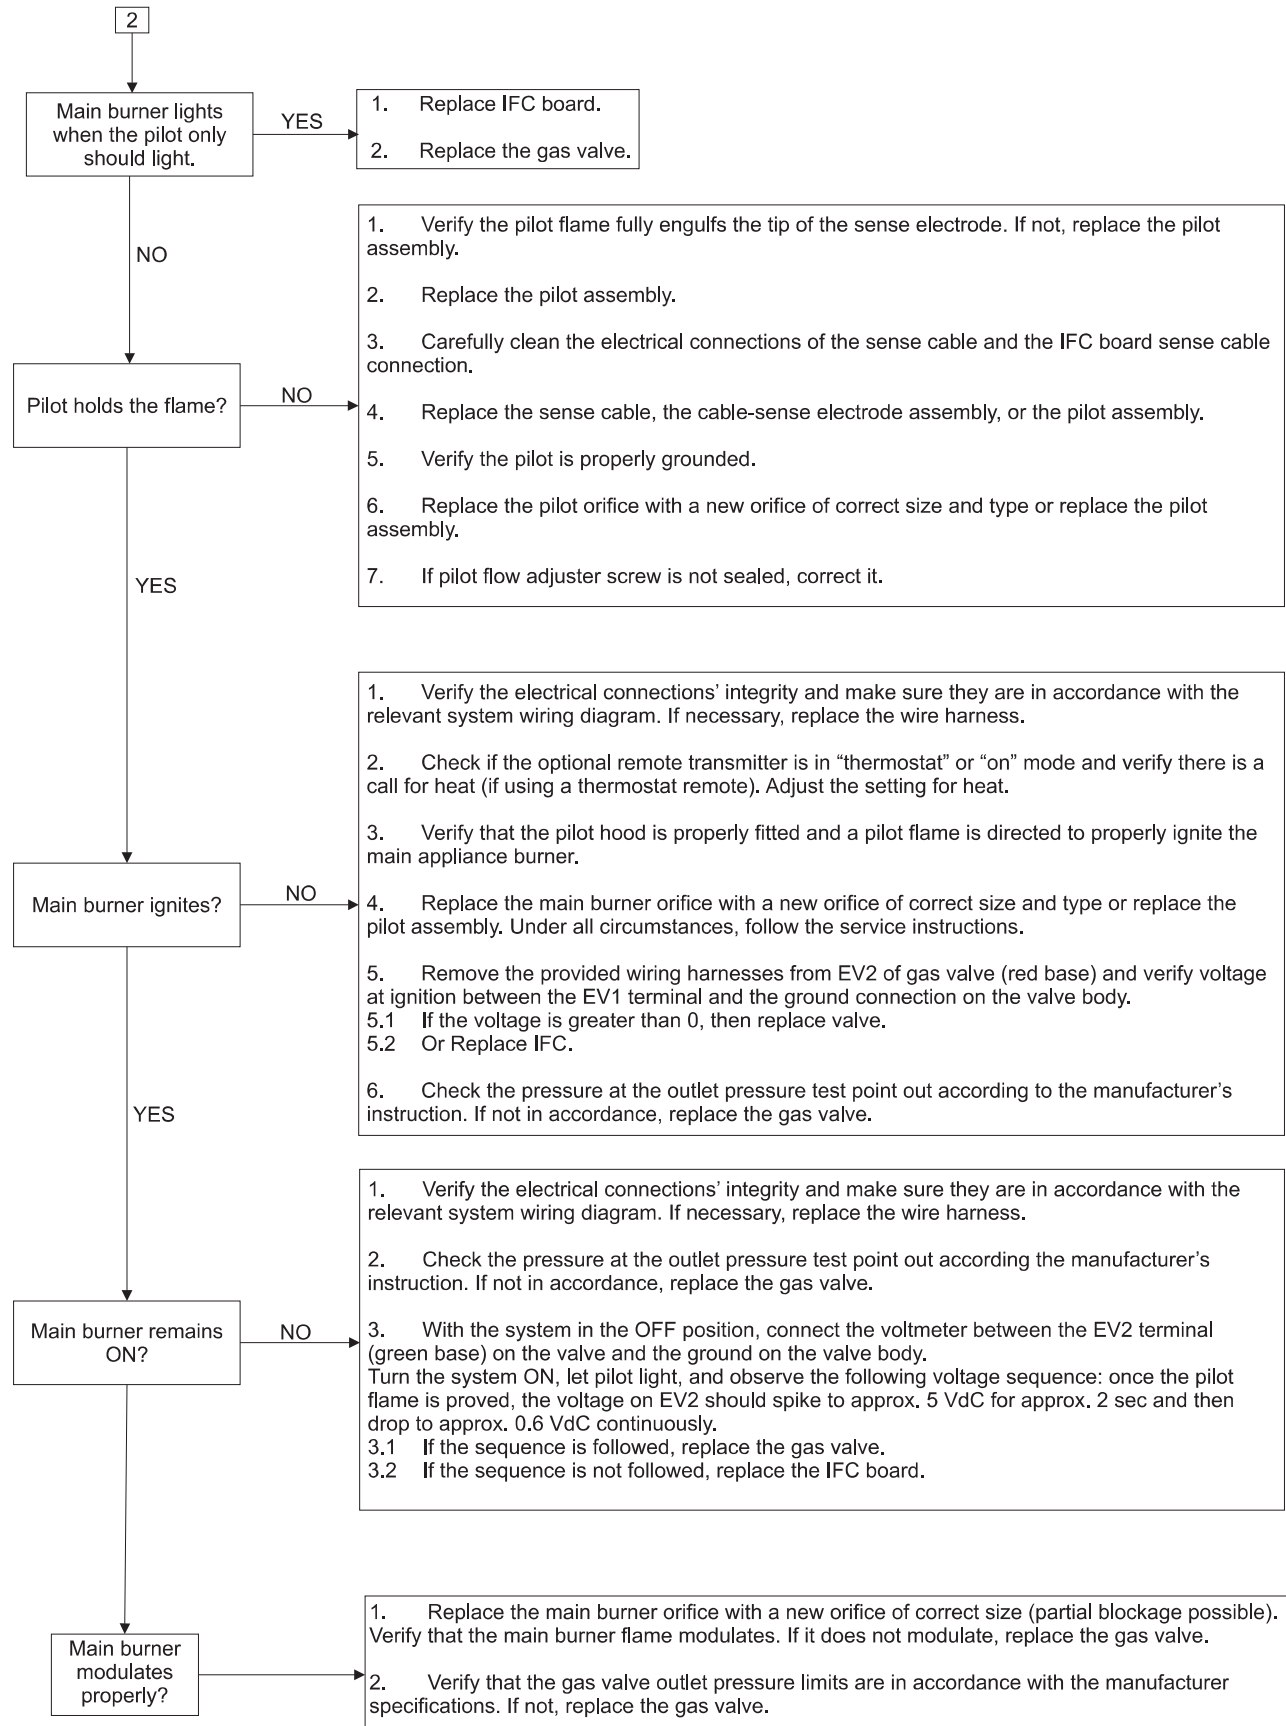 2
Main burner lights
when the pilot only
should light.
YES
1. Replace IFC board.
2. Replace the gas valve.
NO
1. Verify the pilot flame fully engulfs the tip of the sense electrode. If not, replace the pilot
assembly.
2. Replace the pilot assembly.
3. Carefully clean the electrical connections of the sense cable and the IFC board sense cable
connection.
4. Replace the sense cable, the cable-sense electrode assembly, or the pilot assembly.
5. Verify the pilot is properly grounded.
6. Replace the pilot orifice with a new orifice of correct size and type or replace the pilot
assembly.
7. If pilot flow adjuster screw is not sealed, correct it.
Pilot holds the flame?
NO
YES
1. Verify the electrical connections’ integrity and make sure they are in accordance with the
relevant system wiring diagram. If necessary, replace the wire harness.
2. Check if the optional remote transmitter is in “thermostat” or “on” mode and verify there is a
call for heat (if using a thermostat remote). Adjust the setting for heat.
3. Verify that the pilot hood is properly fitted and a pilot flame is directed to properly ignite the
main appliance burner.
4. Replace the main burner orifice with a new orifice of correct size and type or replace the
pilot assembly. Under all circumstances, follow the service instructions.
5. Remove the provided wiring harnesses from EV2 of gas valve (red base) and verify voltage
at ignition between the EV1 terminal and the ground connection on the valve body.
5.1 If the voltage is greater than 0, then replace valve.
5.2 Or Replace IFC.
6. Check the pressure at the outlet pressure test point out according to the manufacturer’s
instruction. If not in accordance, replace the gas valve.
Main burner ignites?
NO
YES
1. Verify the electrical connections’ integrity and make sure they are in accordance with the
relevant system wiring diagram. If necessary, replace the wire harness.
2. Check the pressure at the outlet pressure test point out according the manufacturer’s
instruction. If not in accordance, replace the gas valve.
3. With the system in the OFF position, connect the voltmeter between the EV2 terminal
(green base) on the valve and the ground on the valve body.
Turn the system ON, let pilot light, and observe the following voltage sequence: once the pilot
flame is proved, the voltage on EV2 should spike to approx. 5 VdC for approx. 2 sec and then
drop to approx. 0.6 VdC continuously.
3.1 If the sequence is followed, replace the gas valve.
3.2 If the sequence is not followed, replace the IFC board.
Main burner remains
ON?
NO
Main burner
modulates
properly?
1. Replace the main burner orifice with a new orifice of correct size (partial blockage possible).
Verify that the main burner flame modulates. If it does not modulate, replace the gas valve.
2. Verify that the gas valve outlet pressure limits are in accordance with the manufacturer
specifications. If not, replace the gas valve.